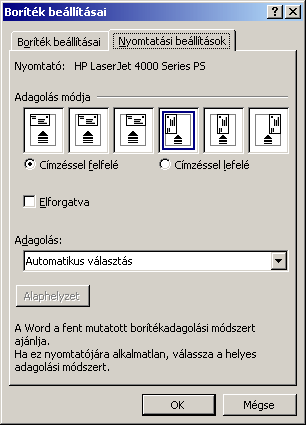 Boríték beállításai
Boríték beállításai
Nyomtatási beállítások
Nyomtató: HP LaserJet 4000 Series PS
Adagolás módja
Címzéssel felfelé
Címzéssel lefelé
Elforgatva
Adagolás:
Automatikus választás
Alaphelyzet
A Word a fent mutatott borítékadagolási módszert
ajánlja.
Ha ez nyomtatójára alkalmatlan, válassza a helyes
adagolási módszert.
OK
Mégse